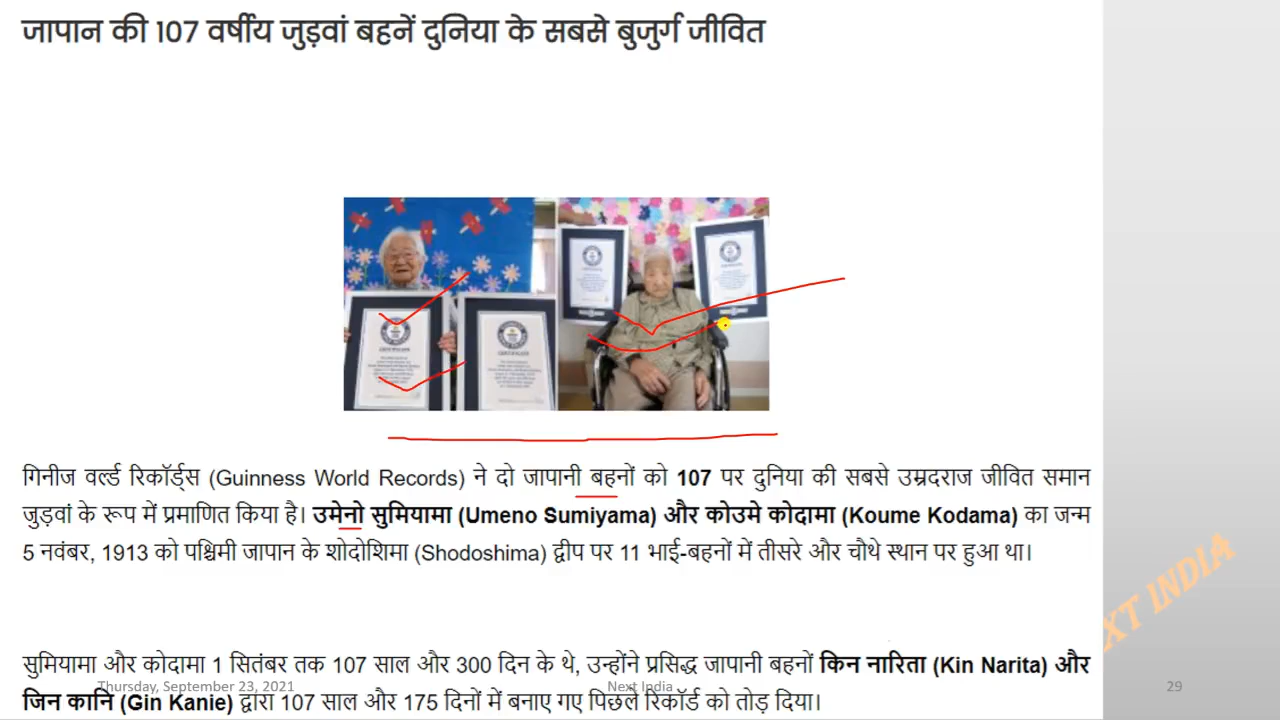 जापान की 107 वर्षीय जुड़वां बहनें दुनिया के सबसे बुजुर्ग जीवित
गिनीज वर्ल्ड रिकॉर्ड्स (Guinness World Records) ने दो जापानी बहनों को 107 पर दुनिया की सबसे उम्रदराज जीवित समान
जुड़वां के रूप में प्रमाणित किया है। उमेनो सुमियामा (Umeno Sumiyama) और कोउमे कोदामा (Koume Kodama) का जन्म
5 नवंबर, 1913 को पश्चिमी जापान के शोदोशिमा (Shodoshima) द्वीप पर 11 भाई-बहनों में तीसरे और चौथे स्थान पर हुआ था।
XT INDIA
सुमियामा और कोदामा 1 सितंबर तक 107 साल और 300 दिन के थे, उन्होंने प्रसिद्ध जापानी बहनों किन नारिता (Kin Narita) और
Thursday, September 23, 2021 Next India 29
जिन कानि (Gin Kanie) द्वारा 107 साल और 175 दिनों में बनाए गए पिछले रिकॉर्ड को तोड़ दिया।